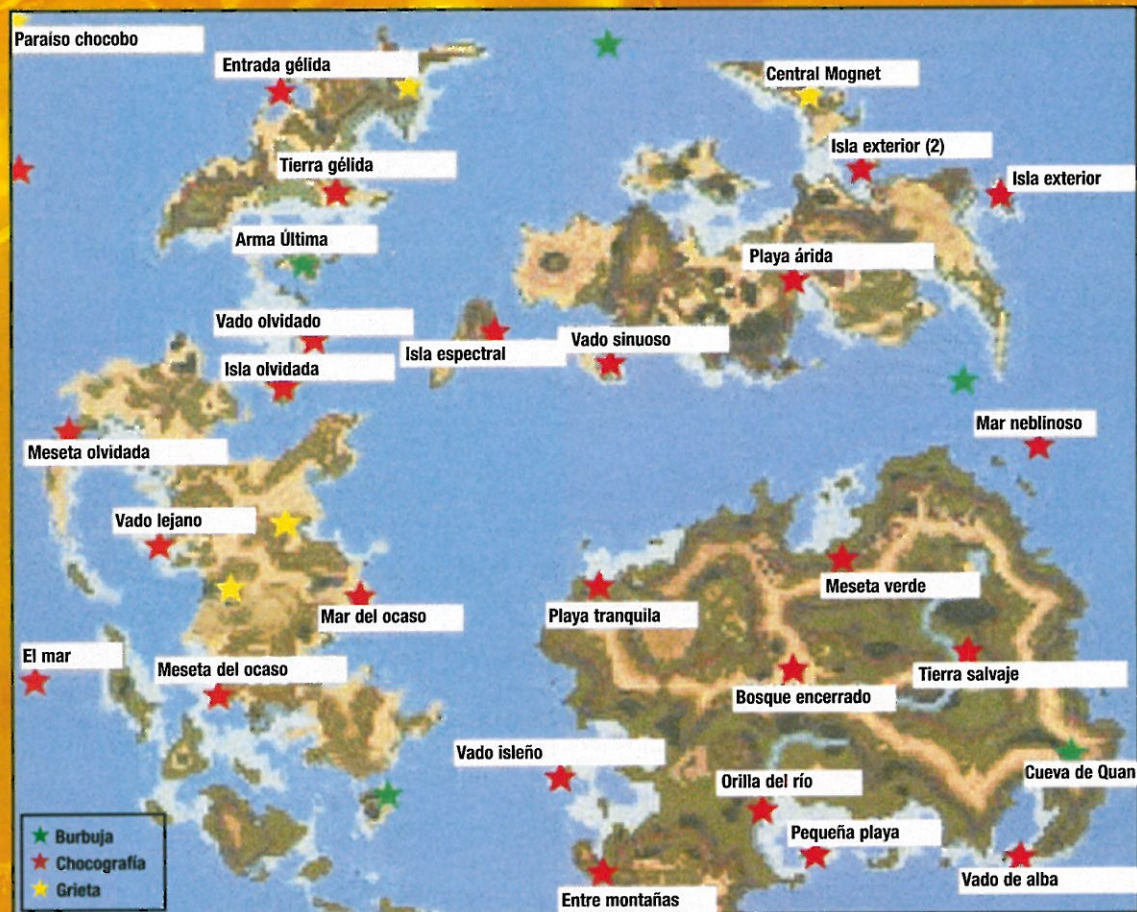 Paraíso chocobo
Entrada gélida
Central Mognet
Isla exterior (2)
Tierra gélida
Isla exterior
Arma Última
Playa árida
Vado olvidado
Isla espectral
Vado sinuoso
Isla olvidada
Mar neblinoso
Meseta olvidada
Vado lejano
Meseta verde
Mar del ocaso
Playa tranquila
El mar
Meseta del ocaso
Tierra salvaje
Bosque encerrado
Vado isleño
Cueva de Quan
Orilla del río
Pequeña playa
Burbuja
Chocografía
Grieta
Entre montañas
Vado de alba